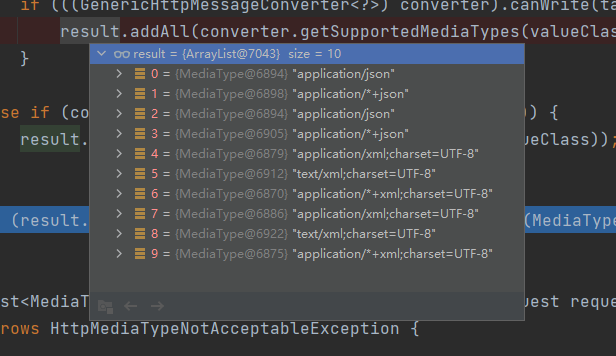 if (((GenericHttpMessageConverter<?>) converter).canWrite(ta
result.addAll(converter.getSupportedMediaTypes(valueClass
result = {ArrayList@7043} size = 10
}
0 = {MediaType@6894} "application/json"
1 = {MediaType@6898} "application/*+json"
se if (co
)) {
2 = {MediaType@6894} "application/json"
result.
ueClass));
3 = {MediaType@6905} "application/*+json"
4 = {MediaType@6879} "application/xml;charset=UTF-8"
5 = {MediaType@6912} "text/xml;charset=UTF-8"
6 = {MediaType@6870} "application/*+xml;charset=UTF-8"
(result.
(MediaType
7 = {MediaType@6886} "application/xml;charset=UTF-8"
8 = {MediaType@6922} "text/xml;charset=UTF-8"
9 = {MediaType@6875} "application/*+xml;charset=UTF-8"
st<MediaT
uest reque
rows HttpMediaTypeNotAcceptableException {